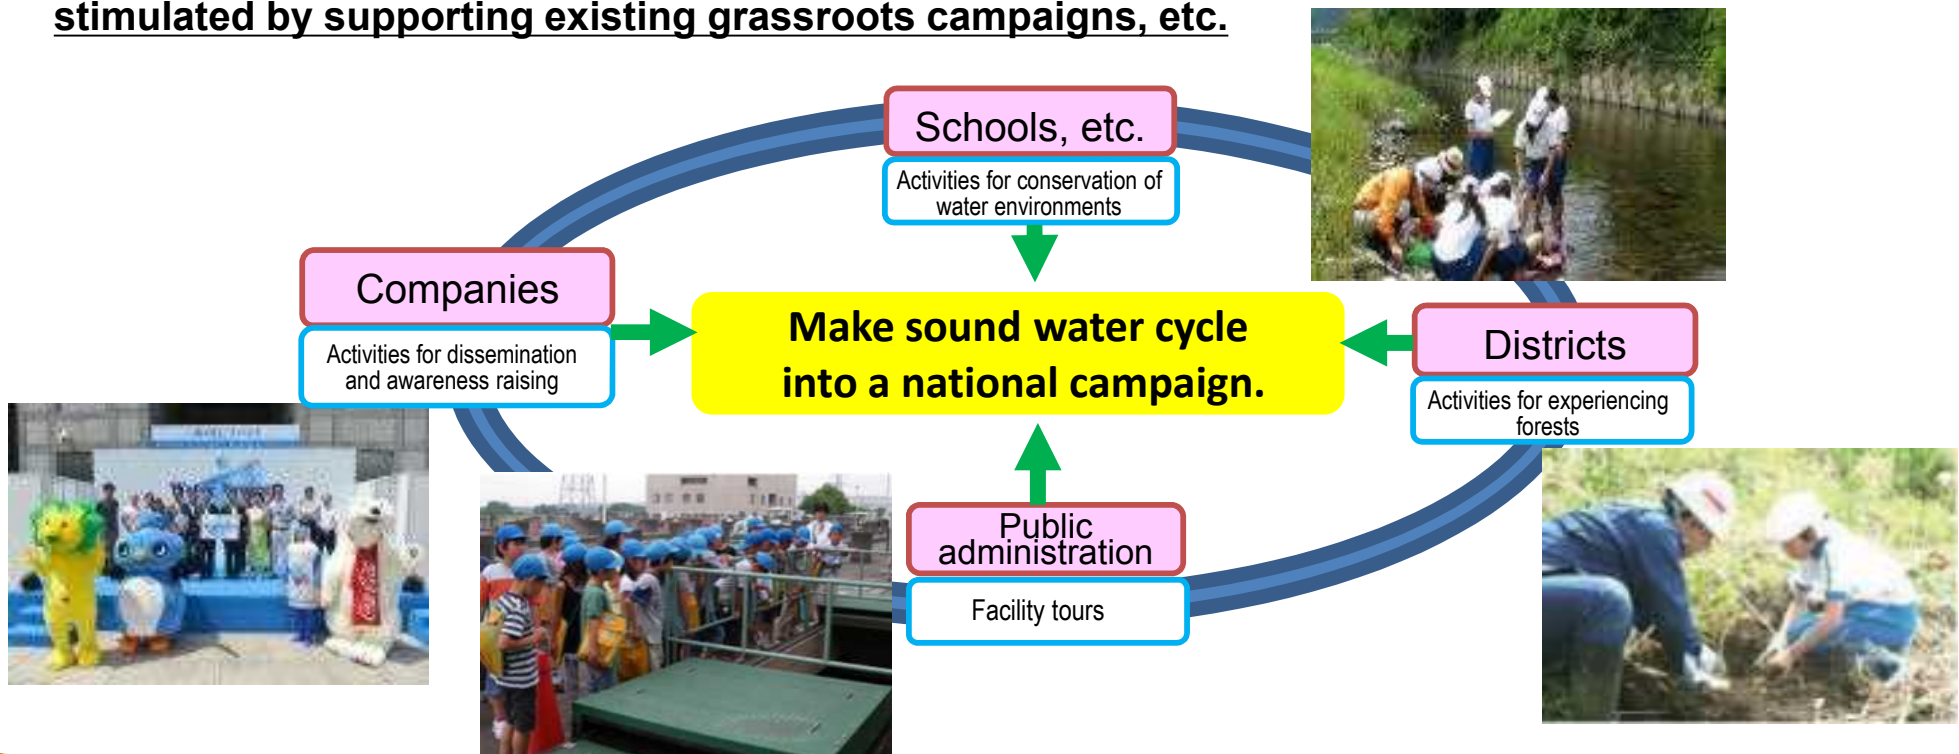 stimulated by supporting existing grassroots campaigns, etc.
Schools, etc.
Activities for conservation of
water environments
Companies
Activities for dissemination
and awareness raising
Make sound water cycle
into a national campaign.
Districts
Activities for experiencing
forests
Public
administration
Facility tours